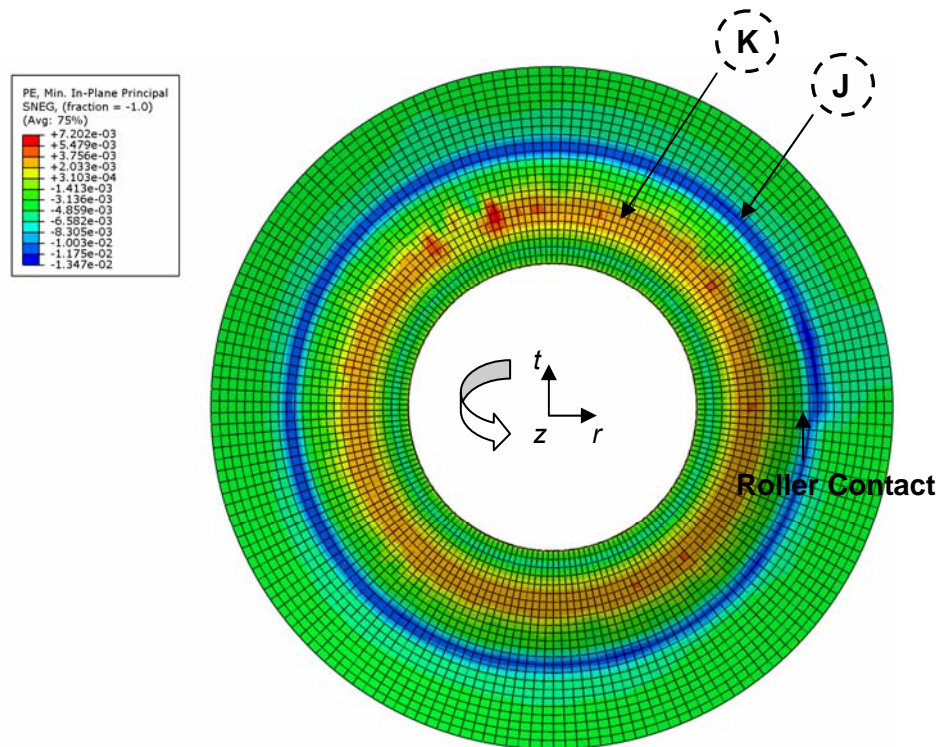 K
J
PE, Min. In-Plane Principal
SNEG, (fraction = -1.0)
(Avg: 75%)
+7.202e-03
+5.479e-03
+3.756e-03
+2.033e-03
+3.103e-04
-1.413e-03
-3.136e-03
-4.859e-03
-6.582e-03
-8.305e-03
-1.003e-02
-1.175e-02
-1.347e-02
t
z r
Roller Contact